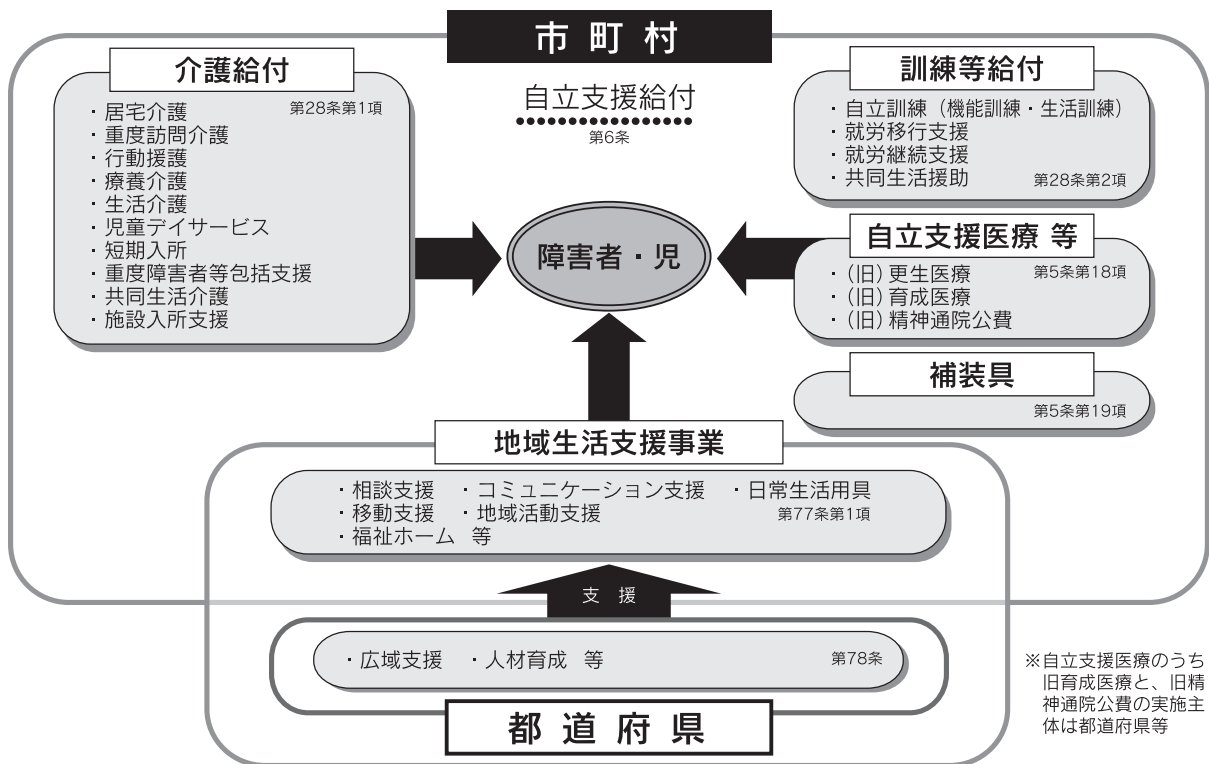 市町村
自立支援給付
第6条
介護給付
・居宅介護 第28条第1項
・重度訪問介護
・行動援護
・療養介護
・生活介護
・児童デイサービス
・短期入所
・重度障害者等包括支援
・共同生活介護
・施設入所支援
訓練等給付
・自立訓練（機能訓練・生活訓練）
・就労移行支援
・就労継続支援
・共同生活援助 第28条第2項
障害者・児
自立支援医療 等
・(旧)更生医療 第5条第18項
・(旧)育成医療
・(旧)精神通院公費
補装具
第5条第19項
地域生活支援事業
・相談支援 ・コミュニケーション支援 ・日常生活用具
・移動支援 ・地域活動支援 第77条第1項
・福祉ホーム 等
支 援
・広域支援 ・人材育成 等 第78条
都道府県
※自立支援医療のうち
旧育成医療と、旧精
神通院公費の実施主
体は都道府県等